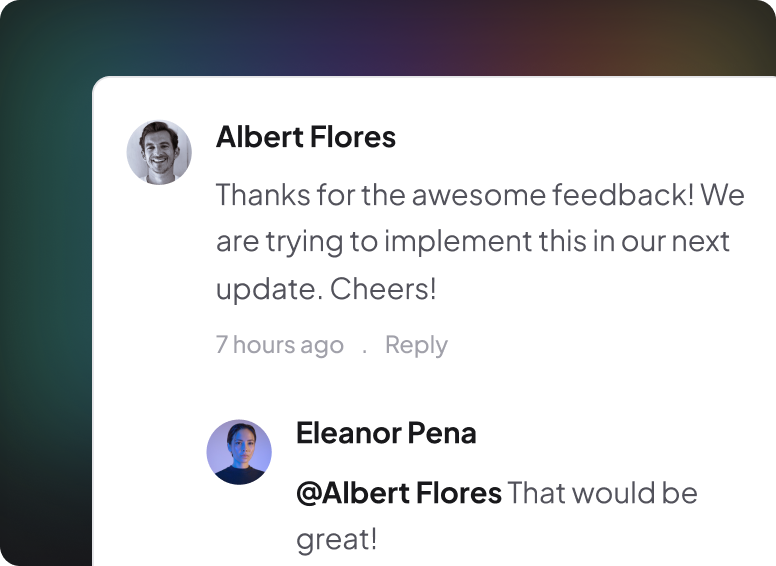 Albert Flores
Thanks for the awesome feedback! We
are trying to implement this in our next
update. Cheers!
7 hours ago . Reply
Eleanor Pena
@Albert Flores That would be
great!